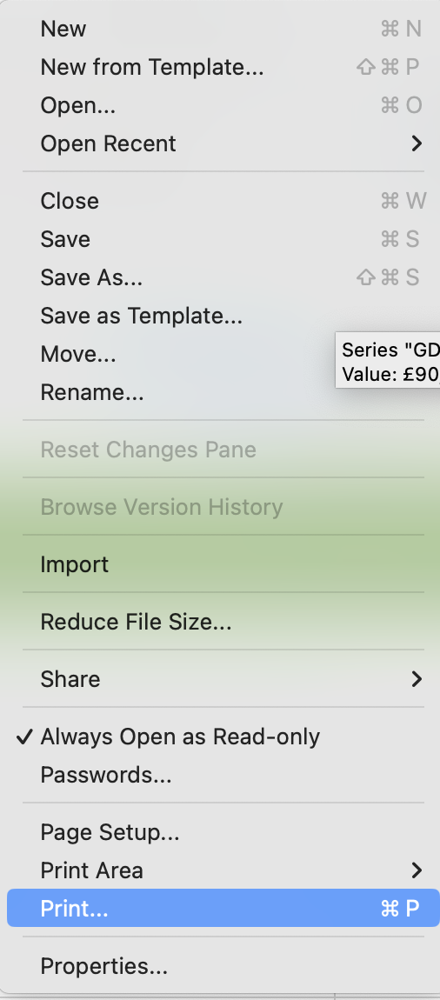 New ⌘ N
New from Template... ⇧ ⌘ P
Open... ⌘ O
Open Recent
Close ⌘ W
Save ⌘ S
Save As... ⇧ ⌘ S
Save as Template...
Move...
Series "GD
Value: £90,
Rename...
Reset Changes Pane
Browse Version History
Import
Reduce File Size...
Share
✓ Always Open as Read-only
Passwords...
Page Setup...
Print Area
Print... ⌘ P
Properties...